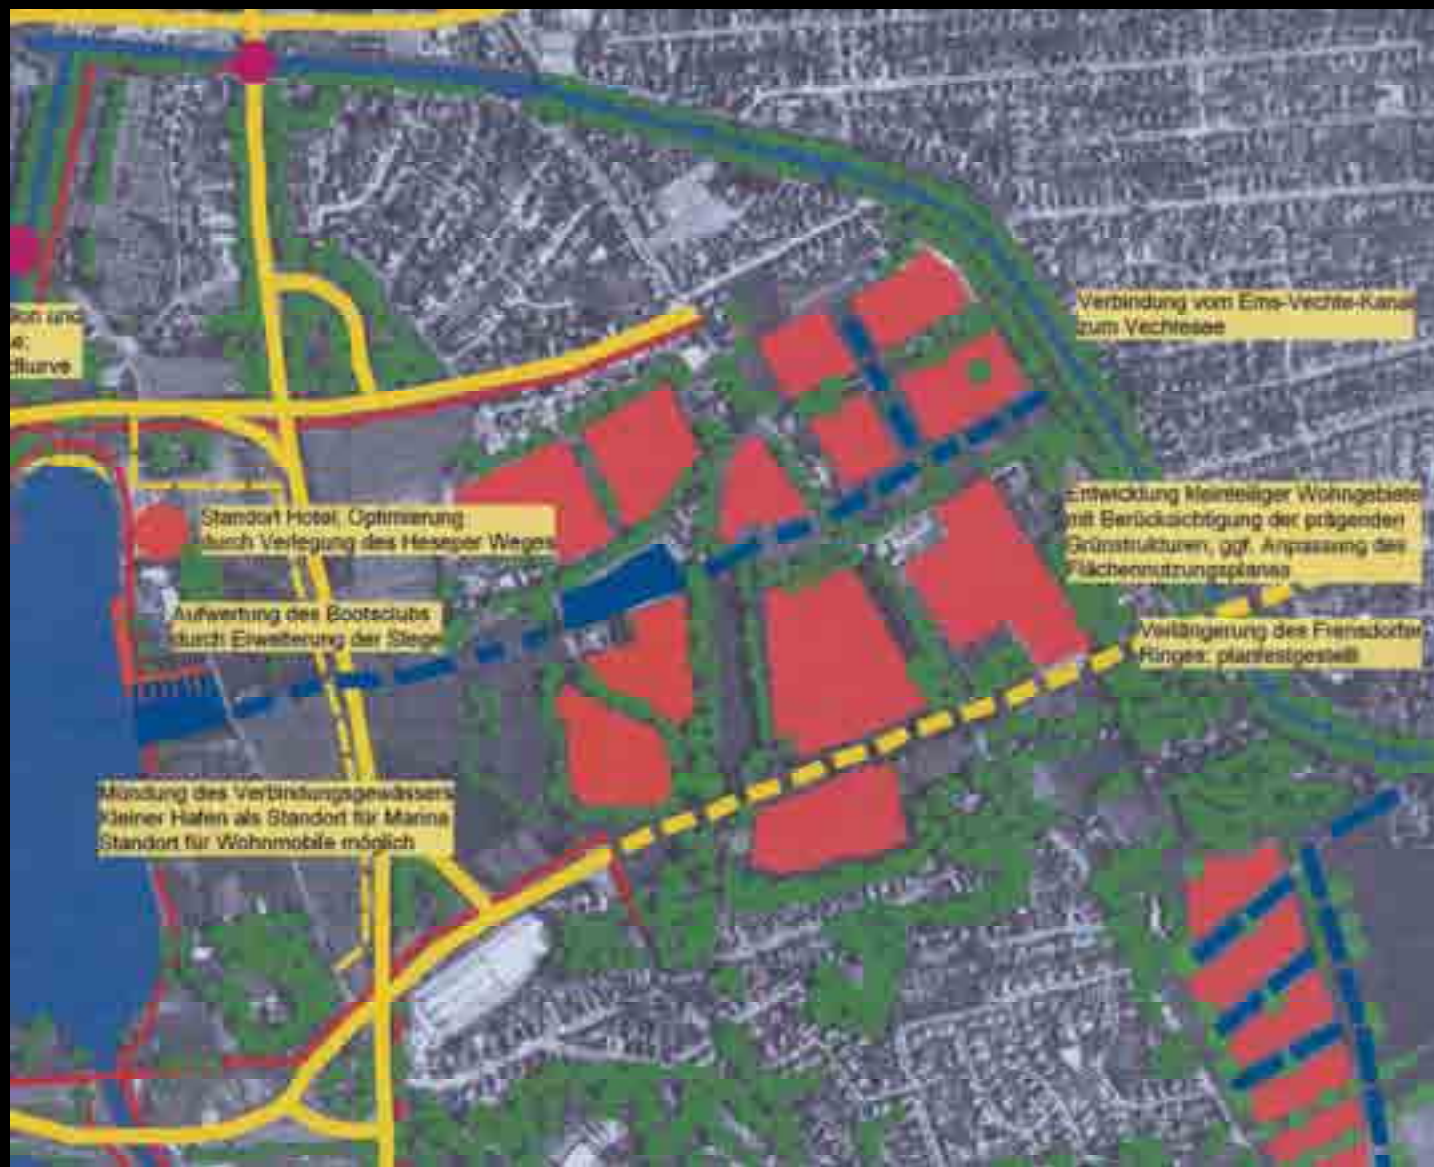 Verbindung vom Ems-Vechte-Kanal
zum Vechtesee
und
dkurve
Entwicklung kleinteiliger Wohngebiete
mit Berücksichtigung der prägenden
Grünstrukturen, ggf. Anpassung des
Flächennutzungsplanes
Standort Hotel, Optimierung
durch Verlegung des Heseper Weges
Aufwertung des Bootsclubs
durch Erweiterung der Stege
Verlängerung des Frensdorfer
Ringes: planfestgestellt
Mündung des Verbindungsgewässers
Kleiner Hafen als Standort für Marina
Standort für Wohnmobile möglich